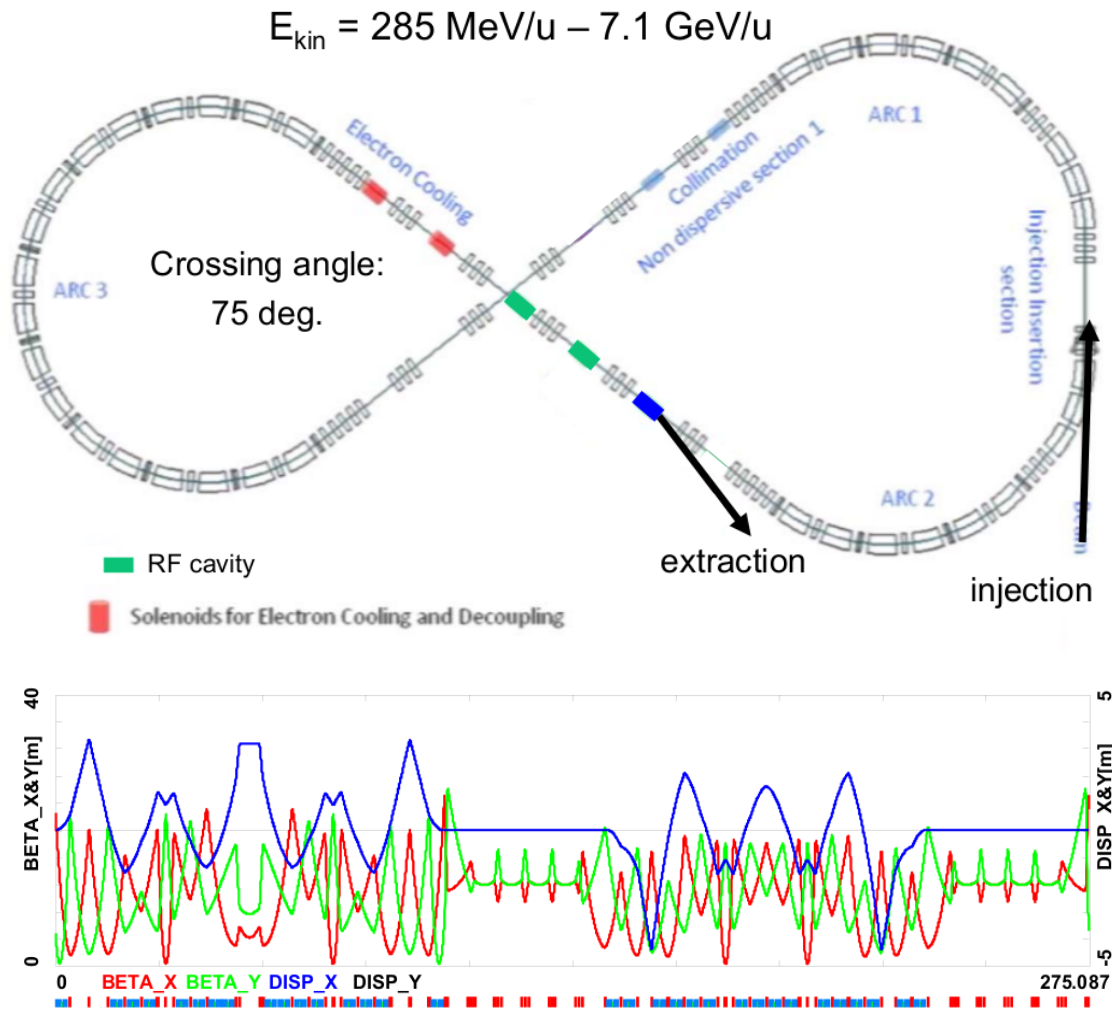 E_kin = 285 MeV/u – 7.1 GeV/u
ARC 1
Electron Cooling
Collimation
Non dispersive section 1
Injection Insertion
section
Crossing angle:
75 deg.
ARC 3
ARC 2
extraction
injection
RF cavity
Solenoids for Electron Cooling and Decoupling
40
5
BETA_X&Y[m]
DISP_X&Y[m]
0
-5
0
BETA_X BETA_Y DISP_X DISP_Y
275.087